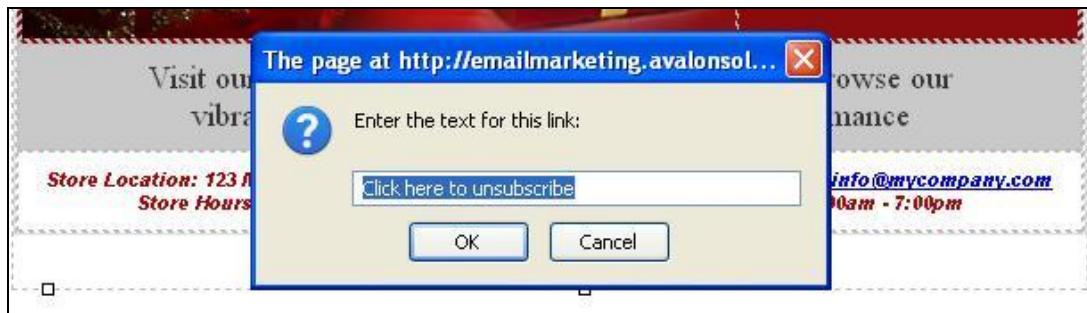 The page at http://emailmarketing.avalonsol...
Visit our
rowse our
vibra
mance
Enter the text for this link:
Click here to unsubscribe
Store Location: 123
info@mycompany.com
Store Hours
0am - 7:00pm
OK
Cancel